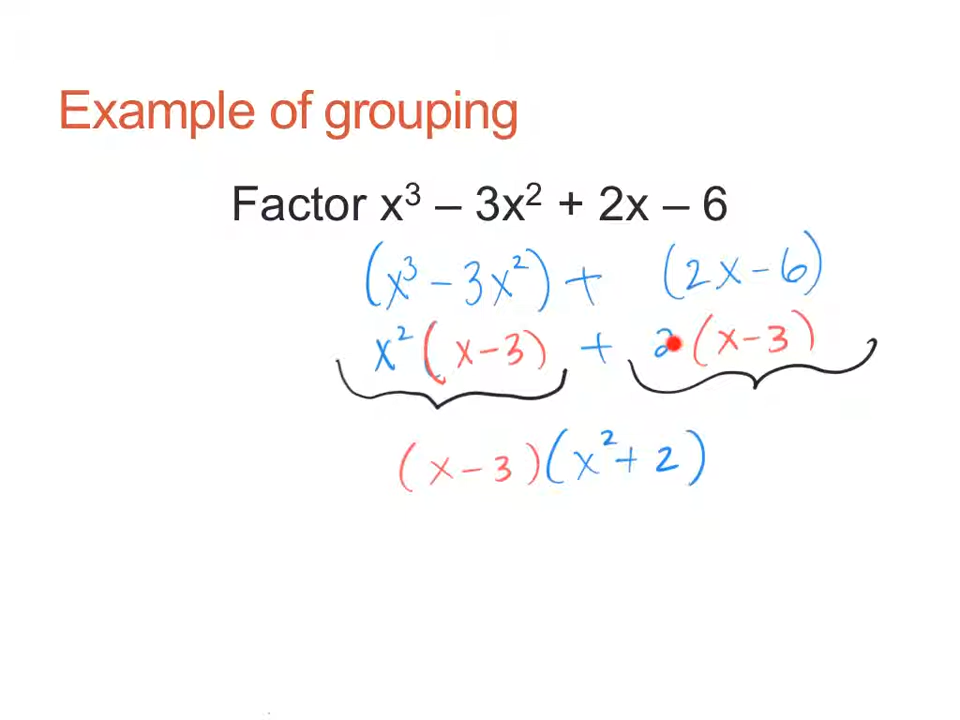 Example of grouping
Factor x³ – 3x² + 2x – 6
(x³ – 3x²) + (2x – 6)
x² (x – 3) + 2 (x – 3)
(x – 3)(x² + 2)